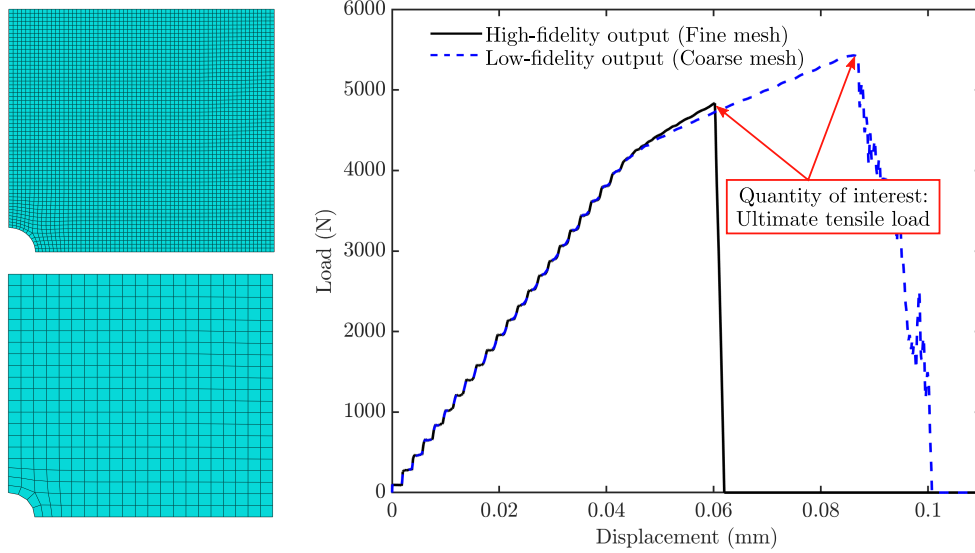 6000
High-fidelity output (Fine mesh)
Low-fidelity output (Coarse mesh)
5000
4000
3000
2000
1000
0
Load (N)
Quantity of interest:
Ultimate tensile load
0 0.02 0.04 0.06 0.08 0.1
Displacement (mm)